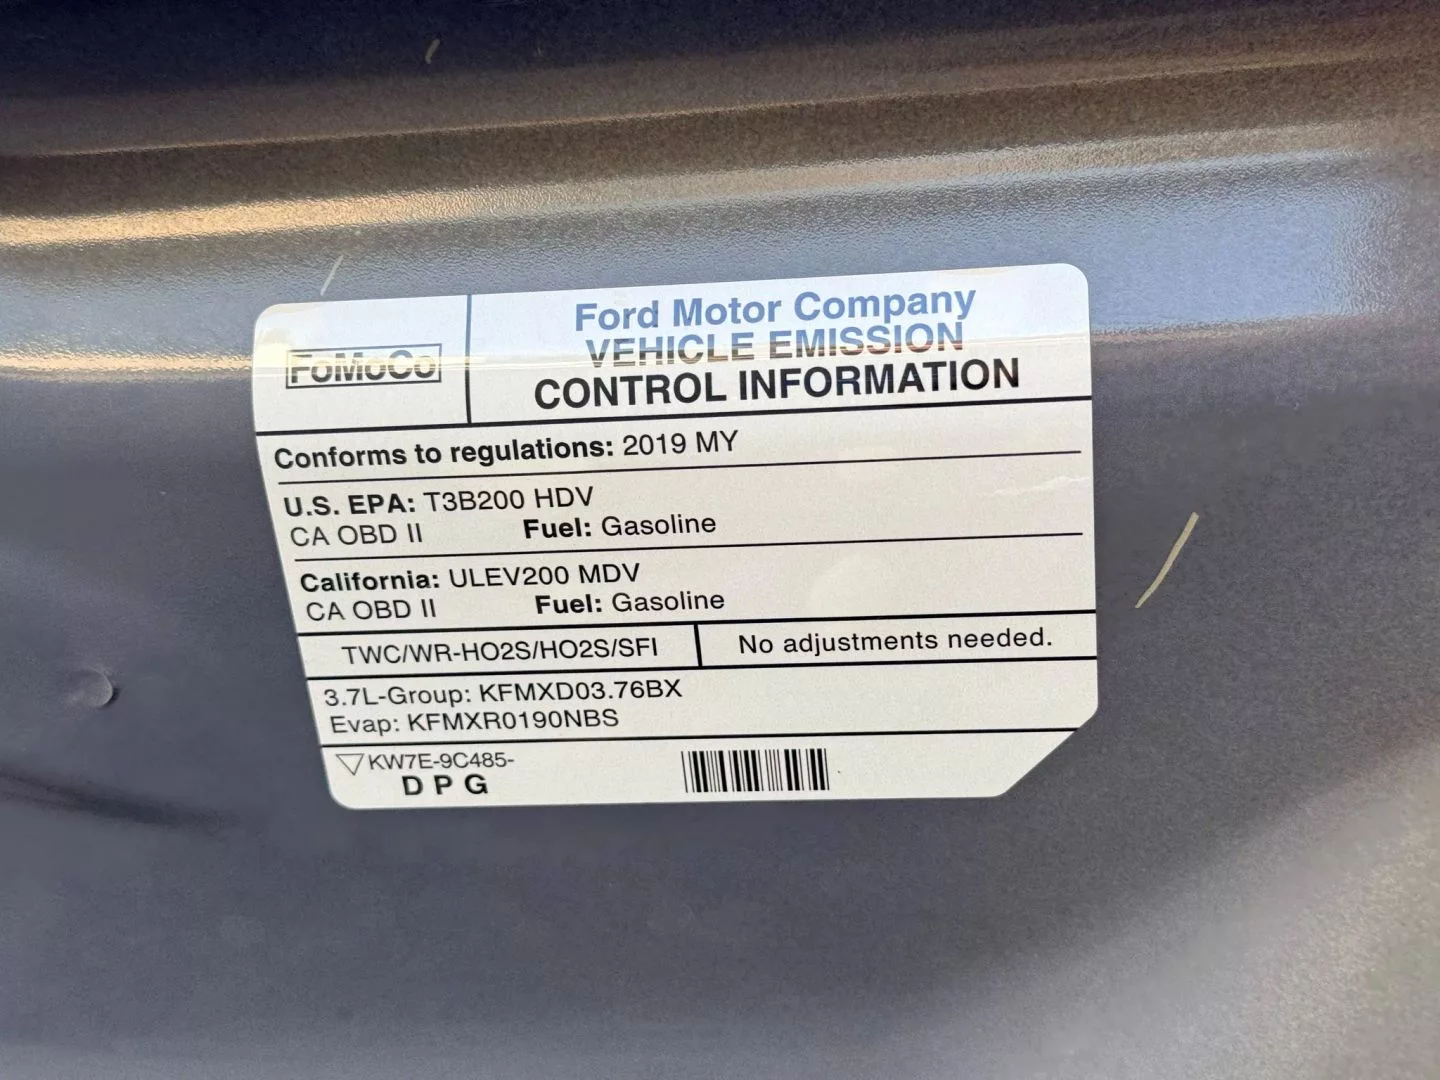 FoMoCo
Ford Motor Company
VEHICLE EMISSION
CONTROL INFORMATION
Conforms to regulations: 2019 MY
U.S. EPA: T3B200 HDV
CA OBD II Fuel: Gasoline
California: ULEV200 MDV
CA OBD II Fuel: Gasoline
TWC/WR-HO2S/HO2S/SFI No adjustments needed.
3.7L-Group: KFMXD03.76BX
Evap: KFMXR0190NBS
KW7E-9C485-
D P G